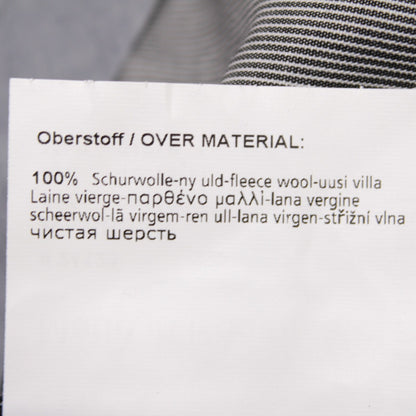 Oberstoff / OVER MATERIAL:
100% Schurwolle-ny uld-fleece wool-uusi villa
Laine vierge-παρθένο μαλλί-lana vergine
scheerwol-lã virgem-ren ull-lana virgen-střižní vlna
чистая шерсть